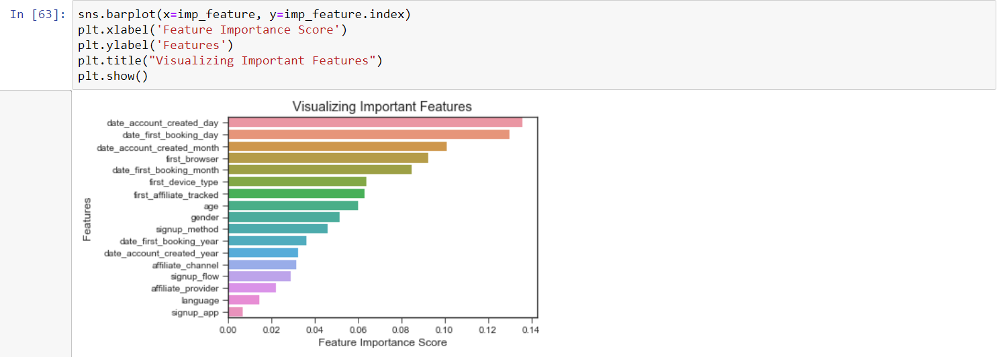 In [63]:
sns.barplot(x=imp_feature, y=imp_feature.index)
plt.xlabel('Feature Importance Score')
plt.ylabel('Features')
plt.title("Visualizing Important Features")
plt.show()
Visualizing Important Features
Features
date_account_created_day
date_first_booking_day
date_account_created_month
first_browser
date_first_booking_month
first_device_type
first_affiliate_tracked
age
gender
signup_method
date_first_booking_year
date_account_created_year
affiliate_channel
signup_flow
affiliate_provider
language
signup_app
0.00 0.02 0.04 0.06 0.08 0.10 0.12 0.14
Feature Importance Score